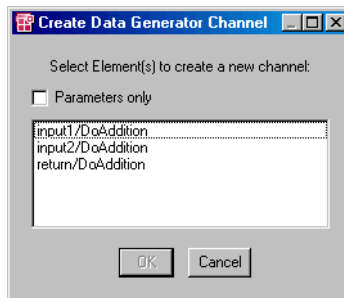 Create Data Generator Channel
Select Element(s) to create a new channel:
Parameters only
input1/DoAddition
input2/DoAddition
return/DoAddition
OK
Cancel